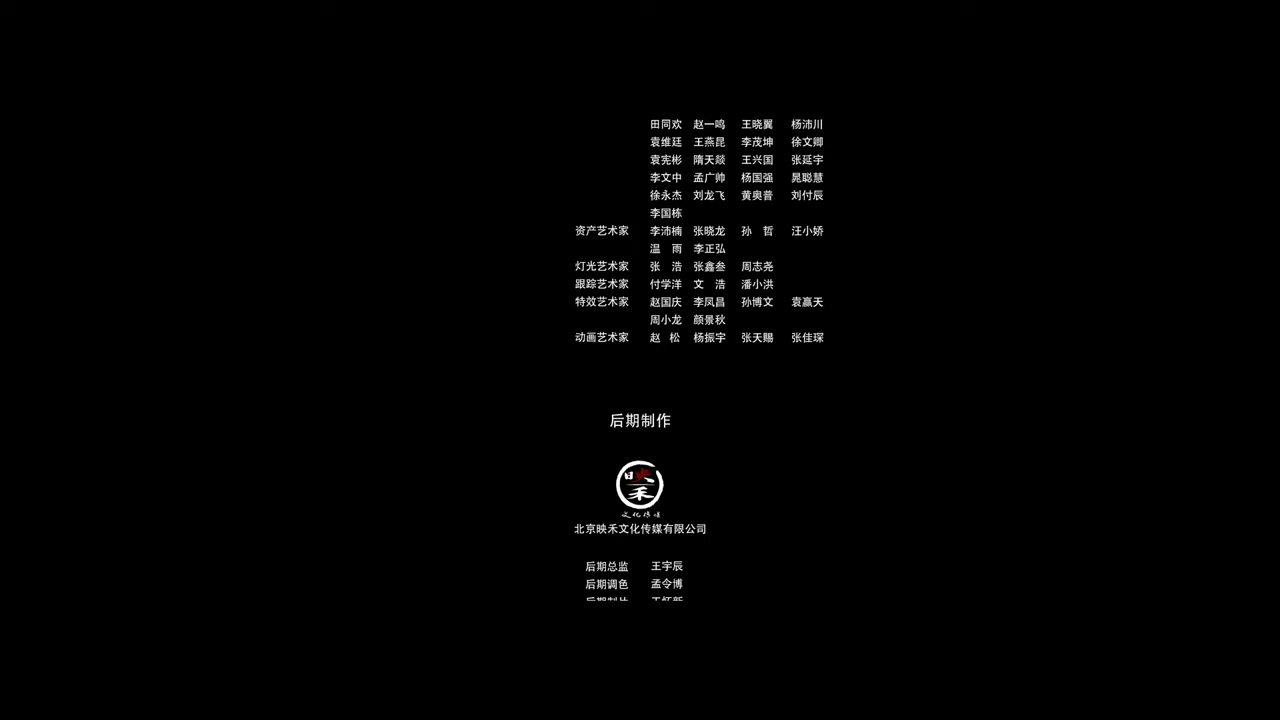 田同欢 赵一鸣 王晓翼 杨沛川
袁维廷 王燕昆 李茂坤 徐文卿
袁宪彬 隋天燚 王兴国 张延宇
李文中 孟广帅 杨国强 晁聪慧
徐永杰 刘龙飞 黄奥普 刘付辰
李国栋
资产艺术家 李沛楠 张晓龙 孙 哲 汪小娇
温 雨 李正弘
灯光艺术家 张 浩 张鑫叁 周志尧
跟踪艺术家 付学洋 文 浩 潘小洪
特效艺术家 赵国庆 李凤昌 孙博文 袁赢天
周小龙 颜景秋
动画艺术家 赵 松 杨振宇 张天赐 张佳琛
后期制作
映
禾
文化传媒
北京映禾文化传媒有限公司
后期总监 王宇辰
后期调色 孟令博